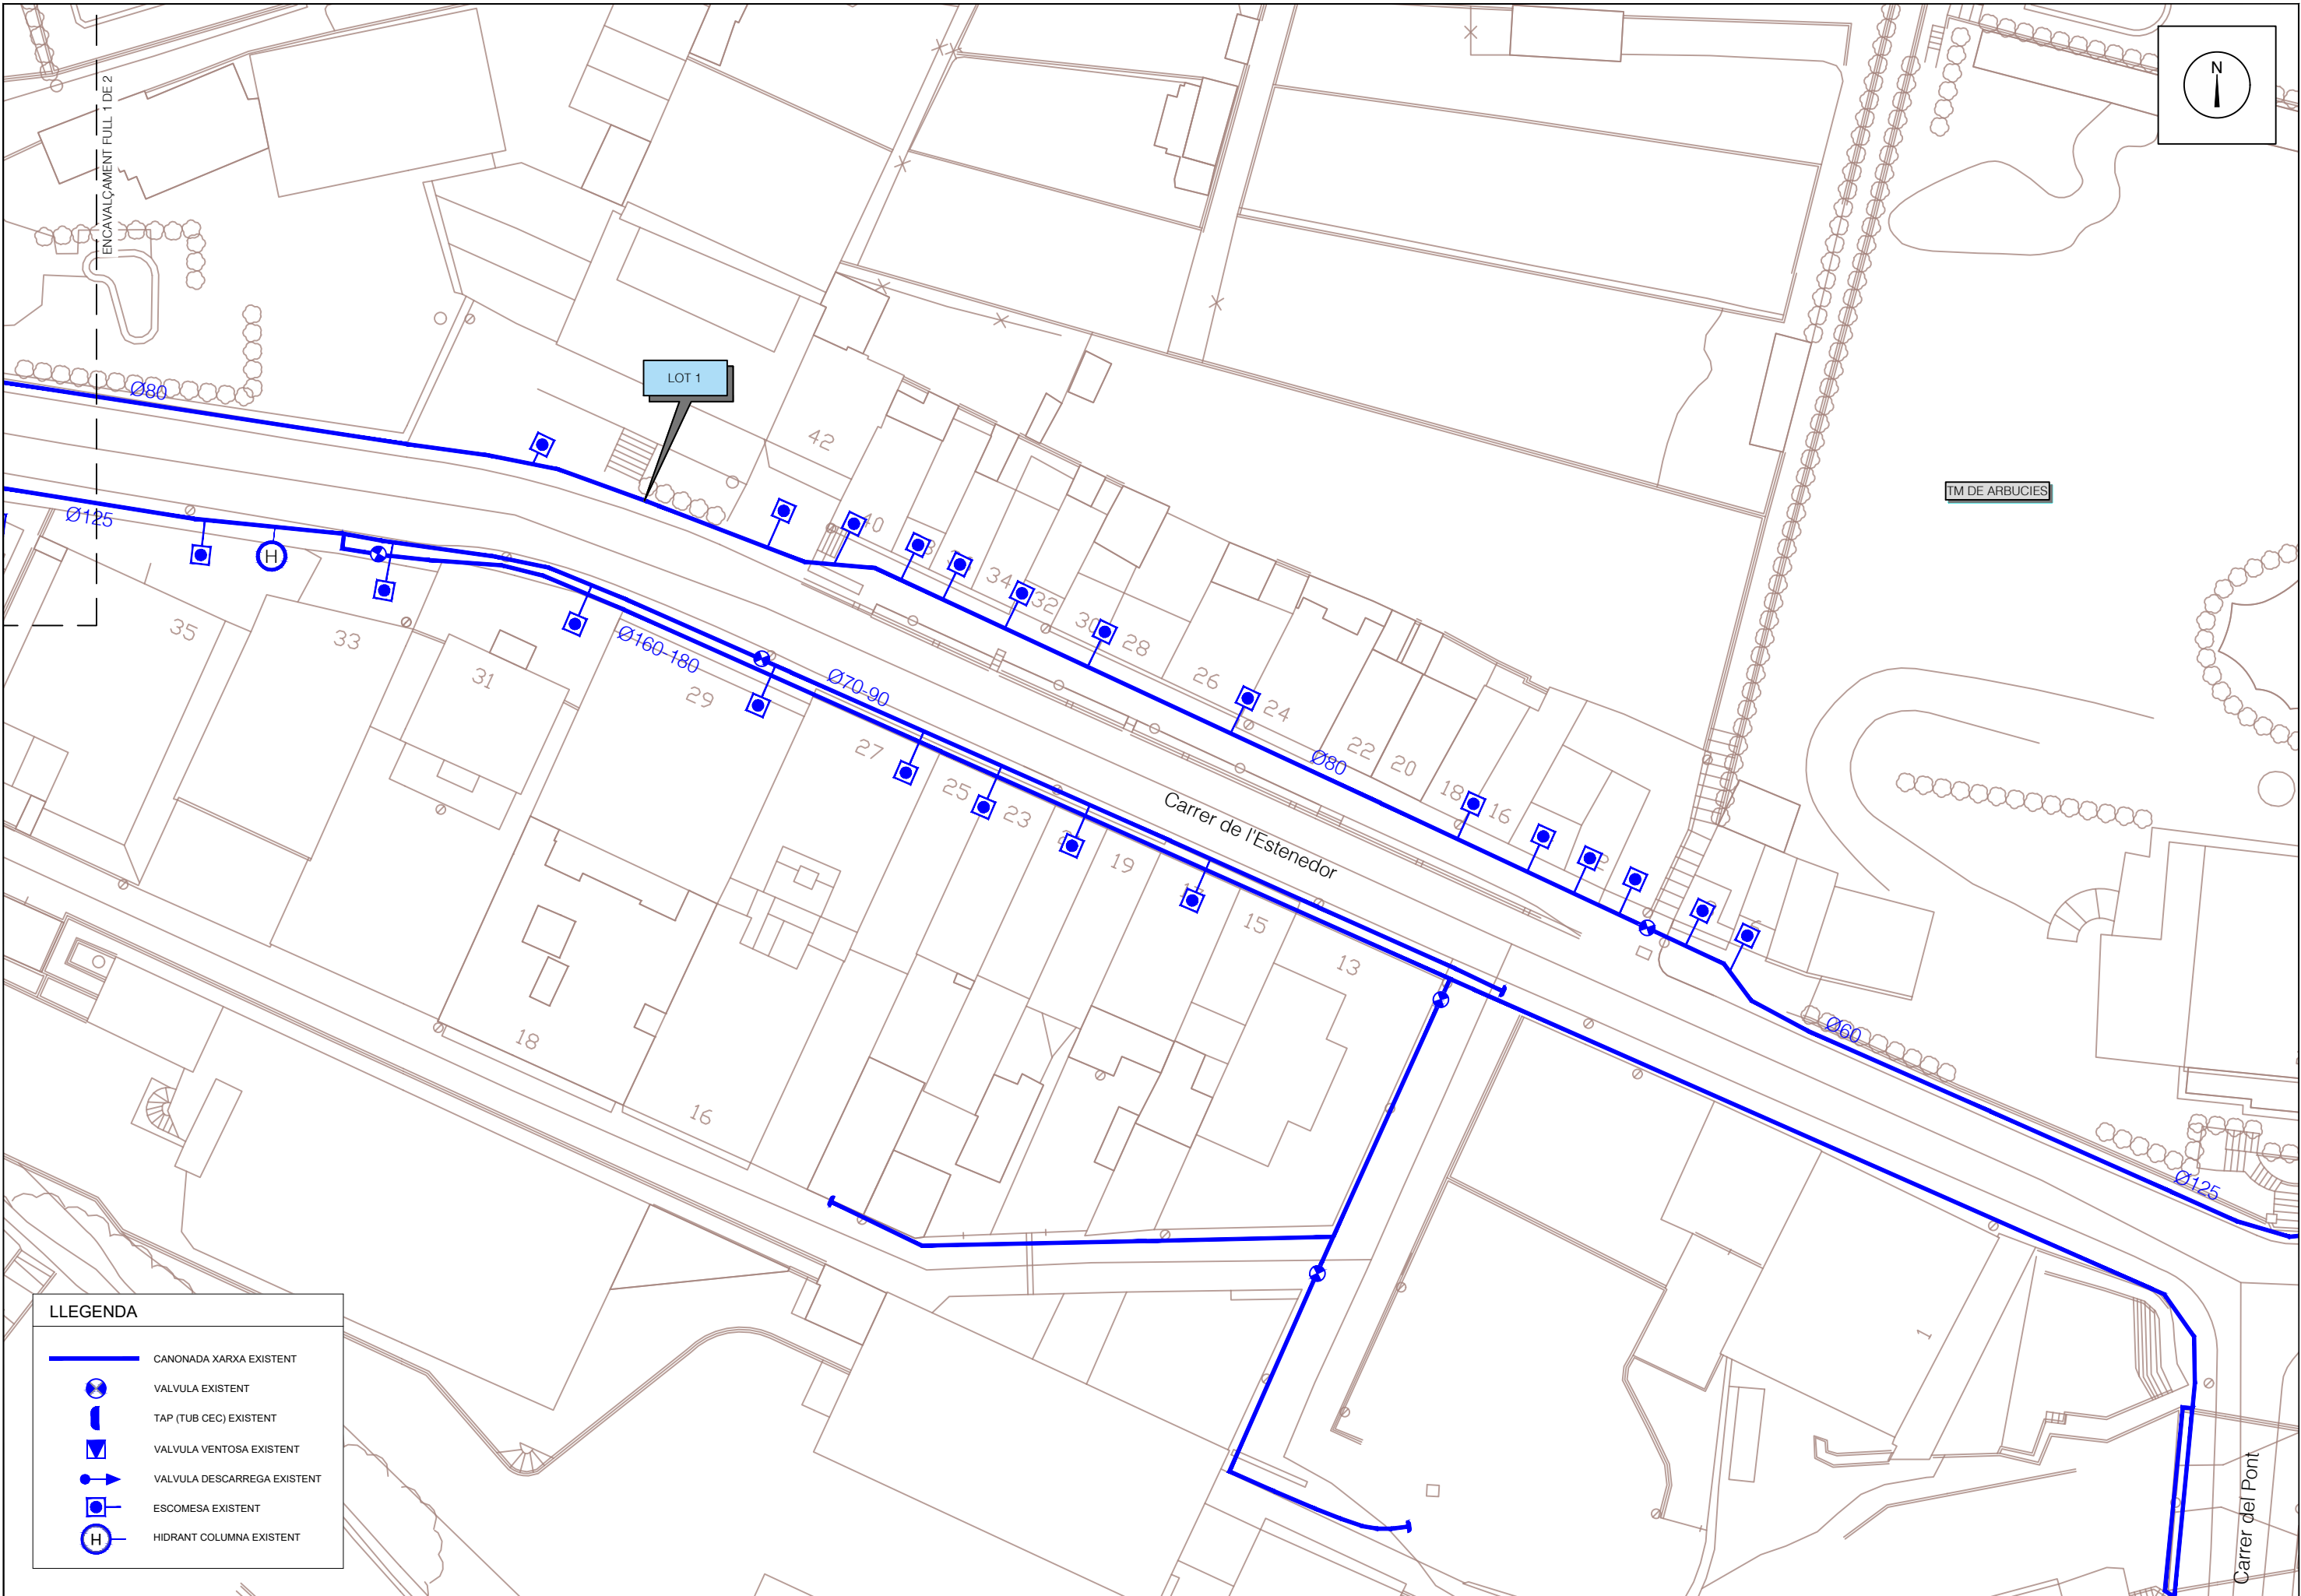 ENCAVALÇAMENT FULL 1 DE 2
N
LOT 1
Ø80
42
TM DE ARBUCIES
Ø125
H
40
34
32
30
28
35
33
31
Ø160-180
29
Ø70-90
26
24
27
22
20
Ø80
18
16
25
23
Carrer de l'Estenedor
19
15
13
Ø60
18
16
Ø125
1
Carrer del Pont
LLEGENDA
CANONADA XARXA EXISTENT
VALVULA EXISTENT
TAP (TUB CEC) EXISTENT
VALVULA VENTOSA EXISTENT
VALVULA DESCARREGA EXISTENT
ESCOMESA EXISTENT
H HIDRANT COLUMNA EXISTENT